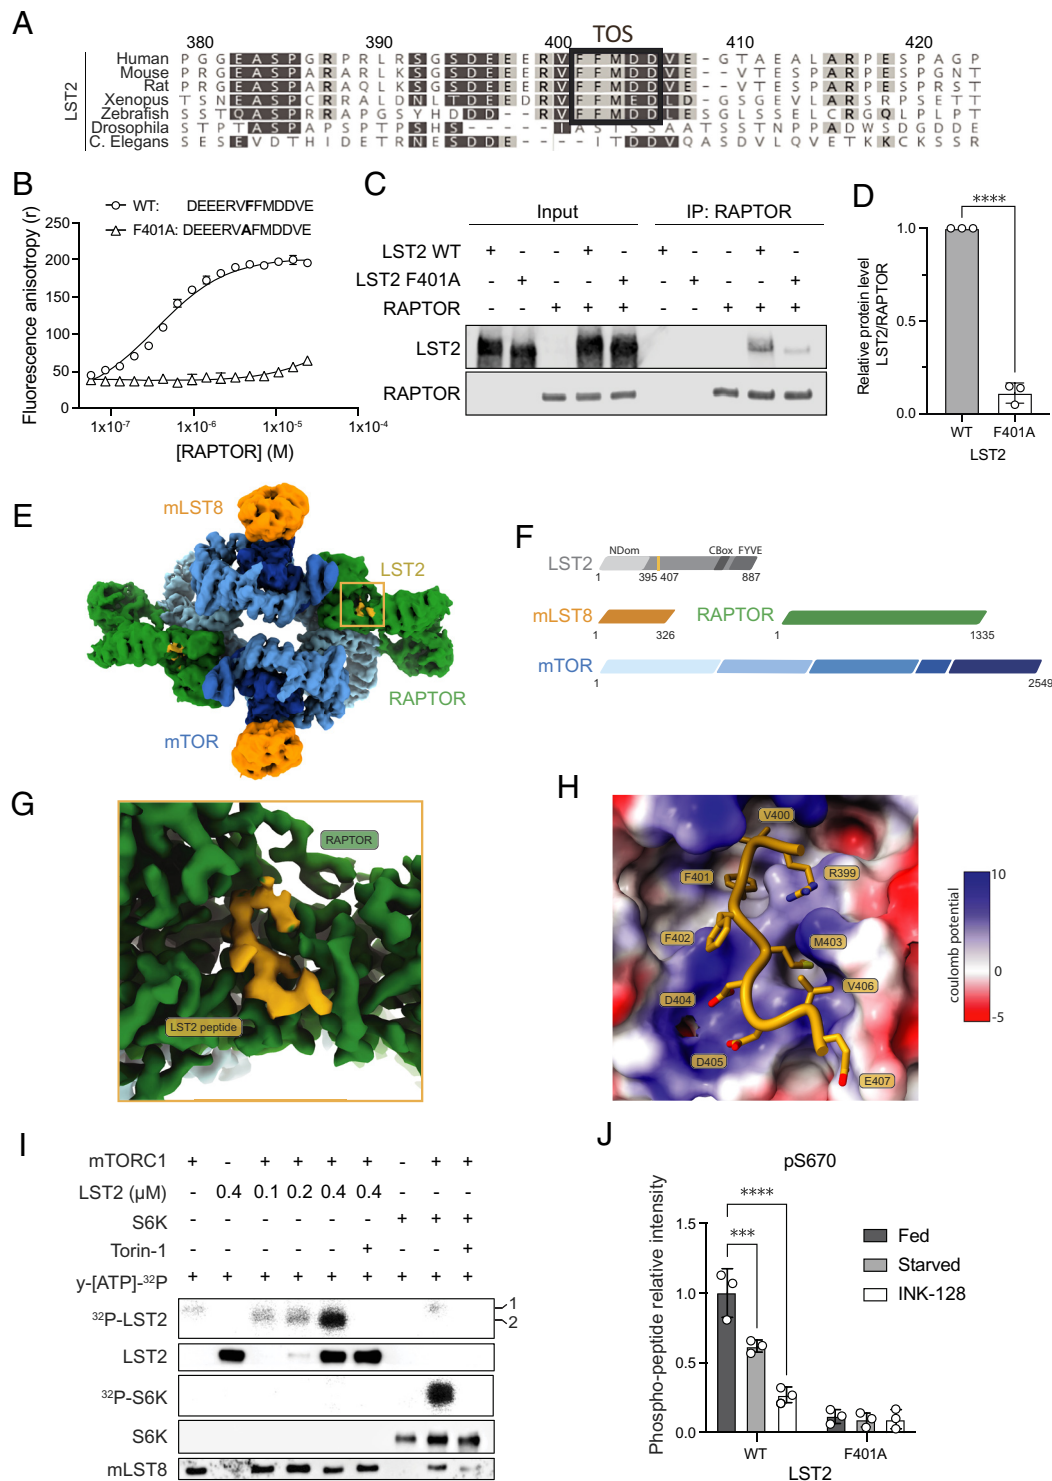 A
TOS
380 390 400 410 420
LST2
Human P G G E A S P G R P R L R S G S D E E E R V F F M D D V E - G T A E A L A R P E S P A G P
Mouse P R G E A S P A R A R L R S G S D E E E R V F F M D D V E - - V T E S P A R P E S P G N T
Rat P R G E A S P A R A Q L K S G S D E E E R V F F M D D V E - - V T E S P A R P E S P G N T
Xenopus
Zebrafish
Drosophila
C. Elegans
B
WT: DEEERVFFMDDVE
F401A: DEEERVAFMDDVE
Fluorescence anisotropy (r)
250
200
150
100
50
0
1x10-7 1x10-6 1x10-5 1x10-4
[RAPTOR] (M)
C
Input IP: RAPTOR
LST2 WT + - - + - + - - + -
LST2 F401A - + - - + - + - - +
RAPTOR - - + + + - - + + +
LST2
RAPTOR
D
****
Relative protein level
LST2/RAPTOR
1.0
0.5
0.0
WT F401A
LST2
E
mLST8
LST2
RAPTOR
mTOR
F
NDom CBox FYVE
LST2
1 395 407 887
mLST8 RAPTOR
1 326 1 1335
mTOR
1 2549
G
RAPTOR
LST2 peptide
H
V400
F401
R399
F402
M403
V406
D404
D405
E407
coulomb potential
10
0
-5
I
mTORC1 + - + + + + - + +
LST2 (μM) - 0.4 0.1 0.2 0.4 0.4 - - -
S6K - - - - - - + + +
Torin-1 - - - - - + - - +
y-[ATP]-³²P + + + + + + + + +
³²P-LST2
1
2
LST2
³²P-S6K
S6K
mLST8
J
pS670
****
***
Phospho-peptide relative intensity
1.5
1.0
0.5
0.0
Fed
Starved
INK-128
WT F401A
LST2